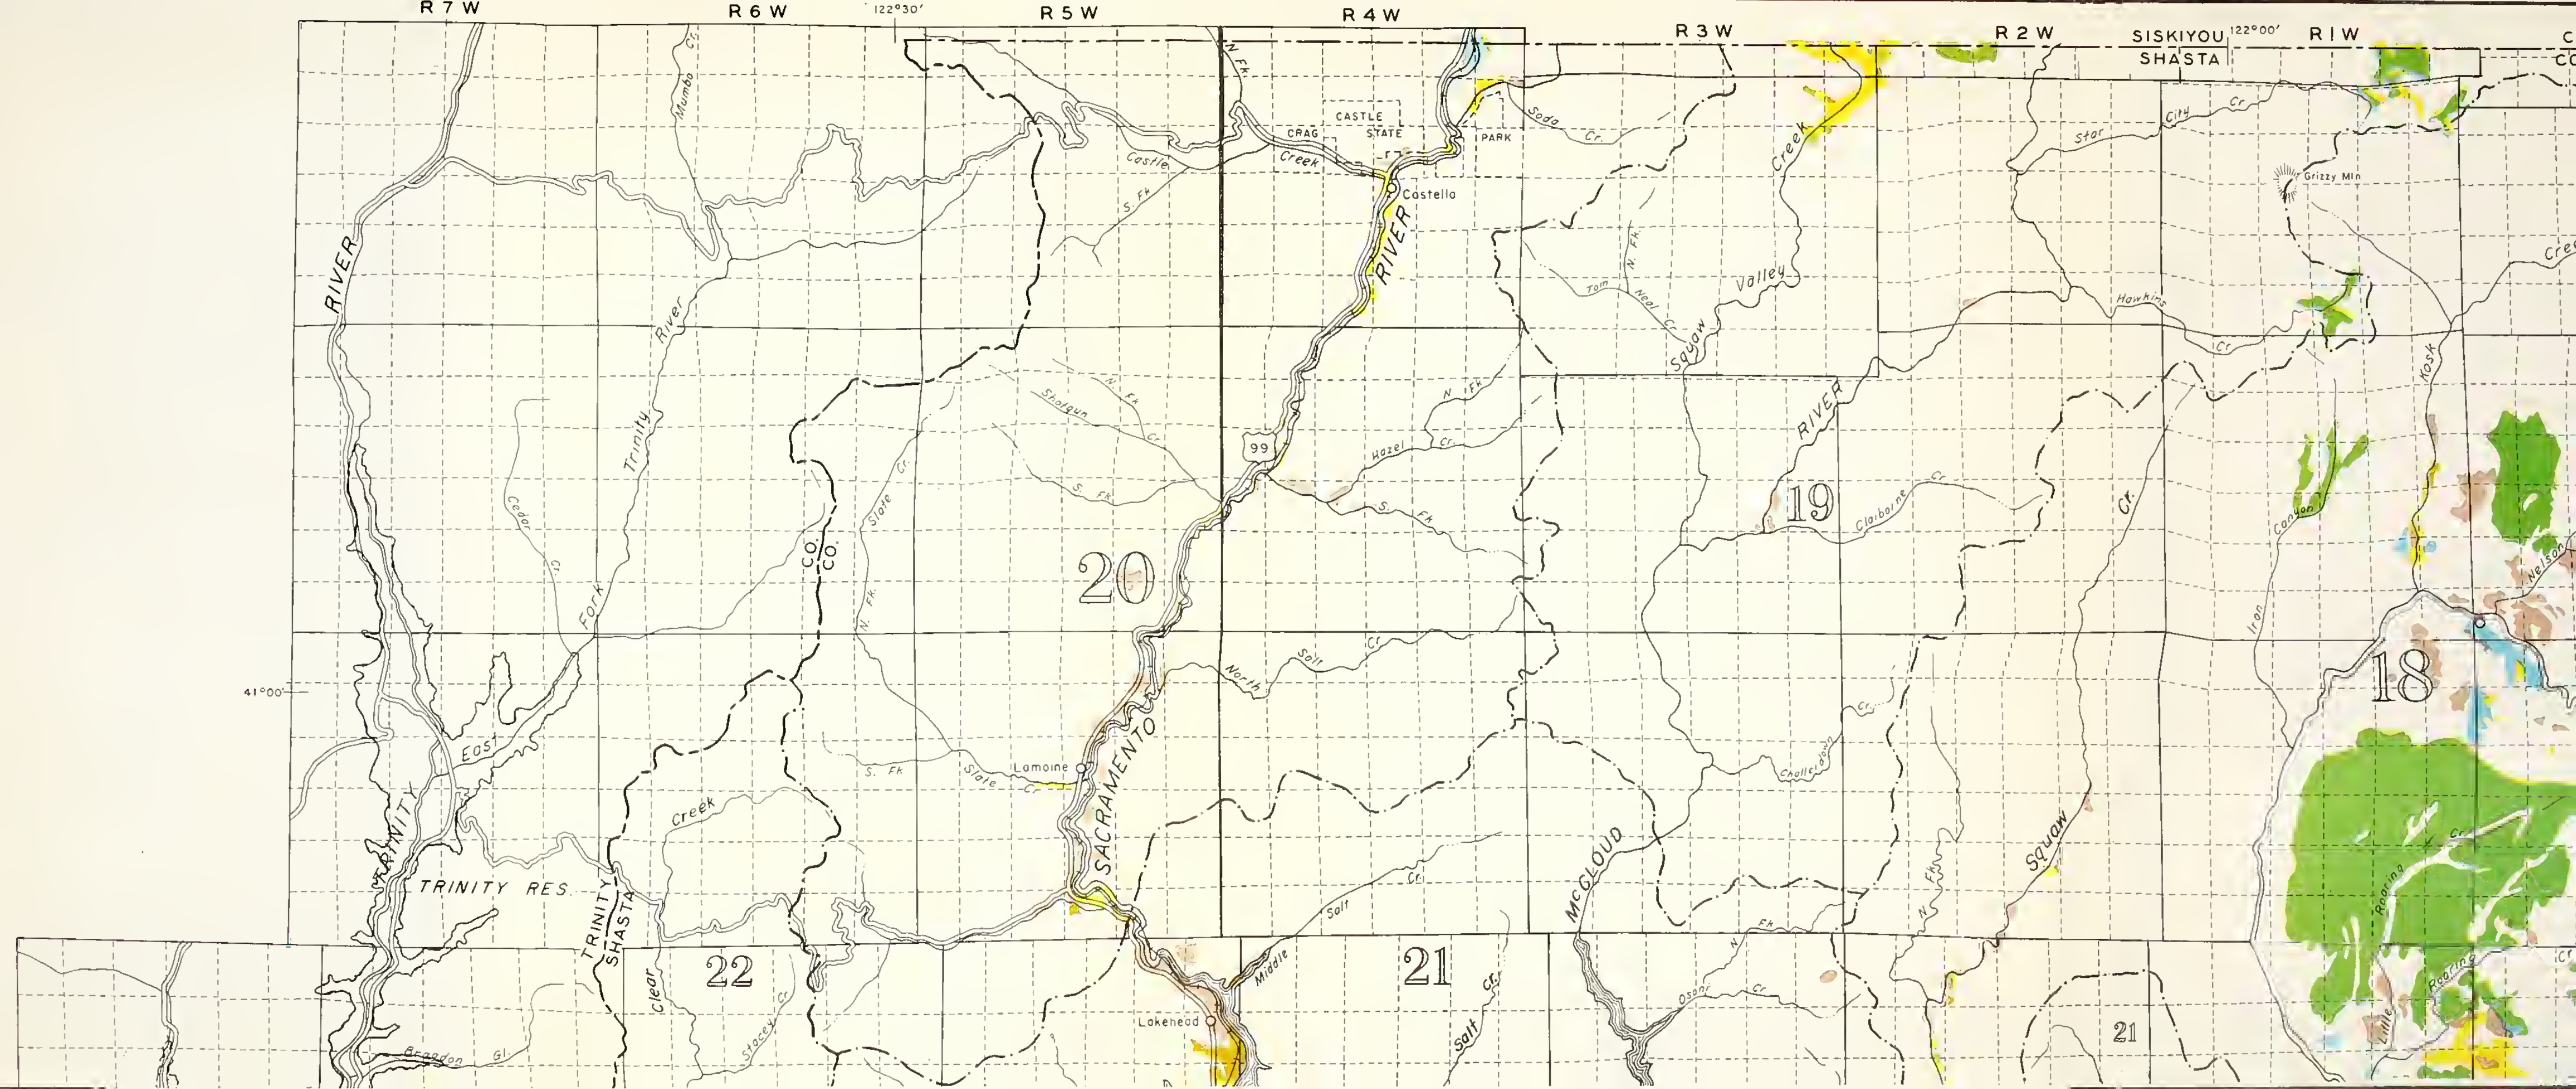 R 7 W
R 6 W
122°30'
R 5 W
R 4 W
R 3 W
R 2 W
SISKIYOU
SHASTA
122°00'
R 1 W
C
CO
Mumbo
Cr.
N. Fk.
CASTLE
CRAG
STATE
PARK
Soda
Cr.
Castle
Creek
S. Fk
Castella
RIVER
Creek
Star
City
Cr.
Grizzy Mtn
Cree
RIVER
River
N. Fk.
Tom
Neal
Cr.
Squaw
Valley
Hawkins
Cr.
Kosk
N. Fk
Shotgun
Cr.
S. Fk
99
N Fk
Hazel
Cr.
S. Fk
RIVER
19
Claiborne
Cr.
Cr.
Canyon
Iron
Nelson
Trinity
Cedar
Cr.
Fork
Slate
Cr.
N. Fk.
CO.
CO.
20
North
Salt
Cr.
18
41°00'
East
S. Fk
Slate
Cr.
Lamoine
SACRAMENTO
Cr.
Creek
TRINITY
TRINITY RES.
TRINITY
SHASTA
MCCLOUD
Squaw
Salt
Cr.
N. Fk.
Roaring
Cr.
N
Fk
22
21
Clear
Stacey
Cr.
Middle
Salt
Cr.
Lakehead
Cr.
Roaring
Cr
Little
21
Bragdon
Gl